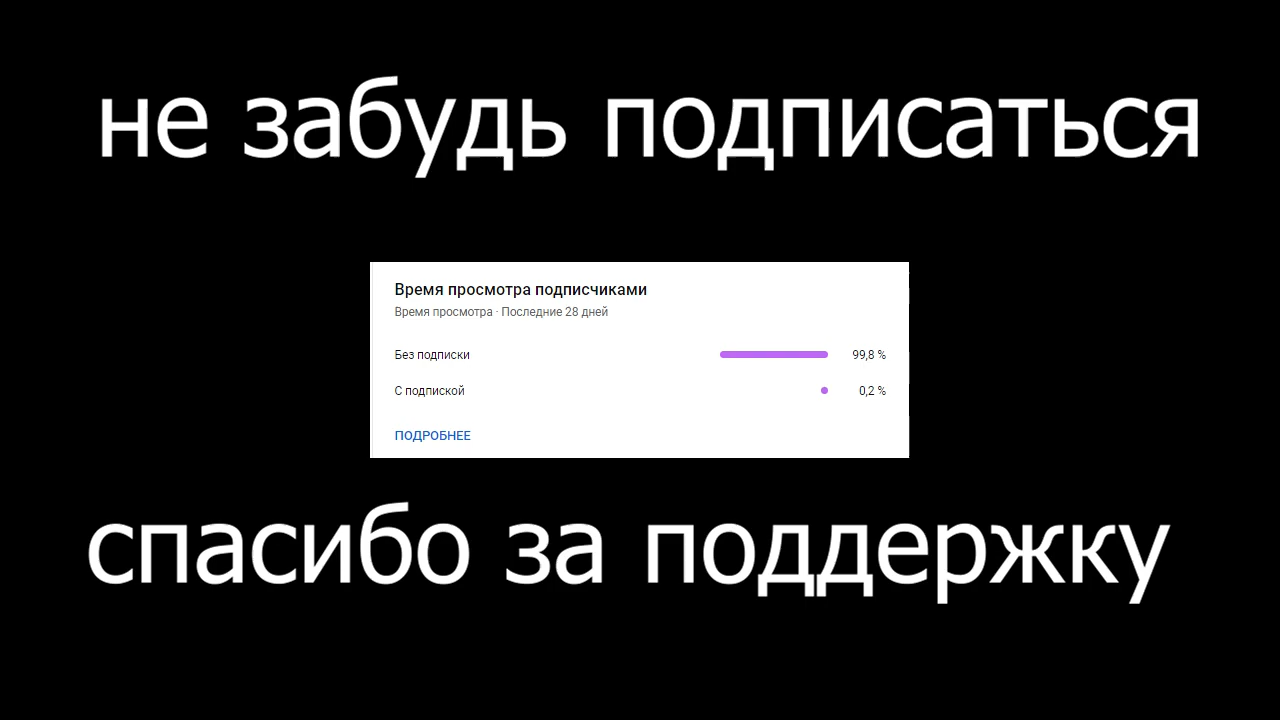 не забудь подписаться
Время просмотра подписчиками
Время просмотра · Последние 28 дней
Без подписки 99,8 %
С подпиской 0,2 %
ПОДРОБНЕЕ
спасибо за поддержку